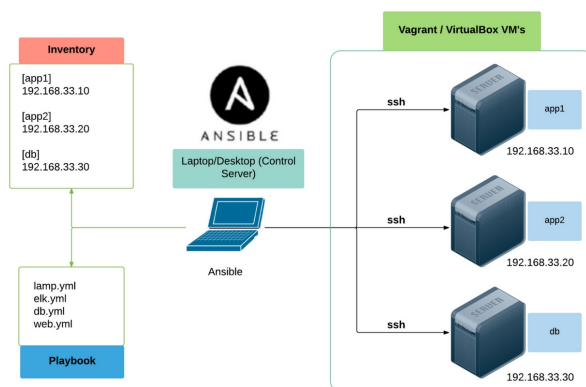 Inventory
[app1]
192.168.33.10
[app2]
192.168.33.20
[db]
192.168.33.30
A
ANSIBLE
Laptop/Desktop (Control
Server)
Ansible
lamp.yml
elk.yml
db.yml
web.yml
Playbook
Vagrant / VirtualBox VM's
ssh
SERVER
app1
192.168.33.10
ssh
SERVER
app2
192.168.33.20
ssh
SERVER
db
192.168.33.30